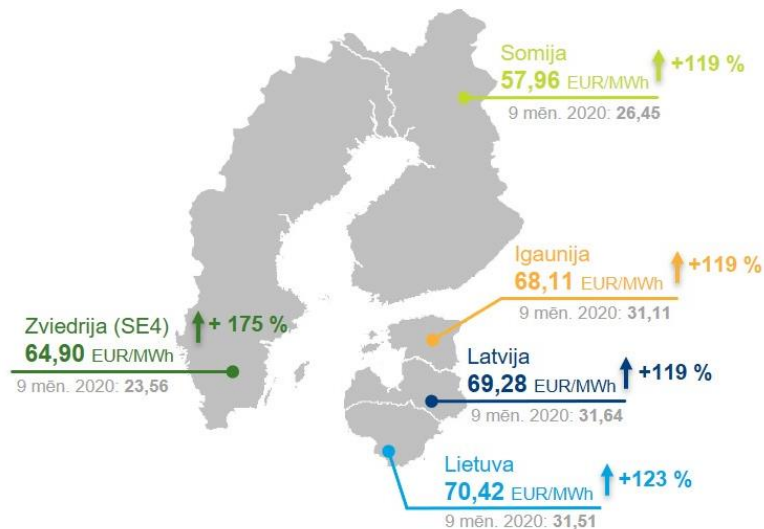 Somija
57,96 EUR/MWh
+119 %
9 mēn. 2020: 26,45
Igaunija
68,11 EUR/MWh
+119 %
9 mēn. 2020: 31,11
Zviedrija (SE4)
+ 175 %
64,90 EUR/MWh
9 mēn. 2020: 23,56
Latvija
69,28 EUR/MWh
+119 %
9 mēn. 2020: 31,64
Lietuva
70,42 EUR/MWh
+123 %
9 mēn. 2020: 31,51